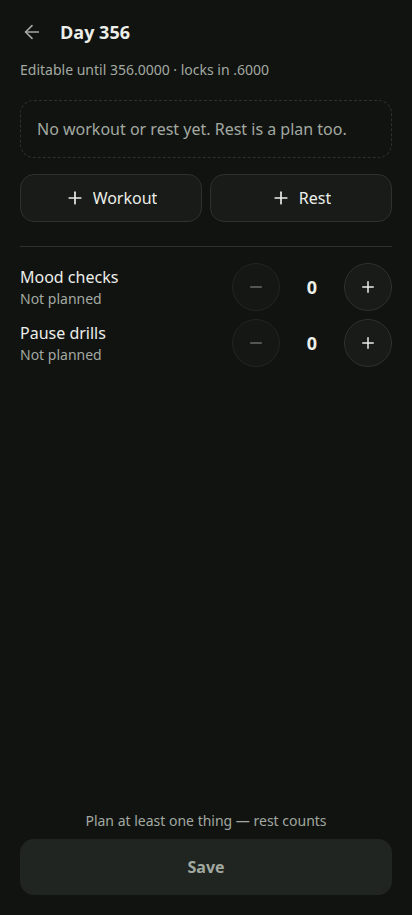 Day 356
Editable until 356.0000 · locks in .6000
No workout or rest yet. Rest is a plan too.
+ Workout
+ Rest
Mood checks
Not planned
− 0 +
Pause drills
Not planned
− 0 +
Plan at least one thing — rest counts
Save